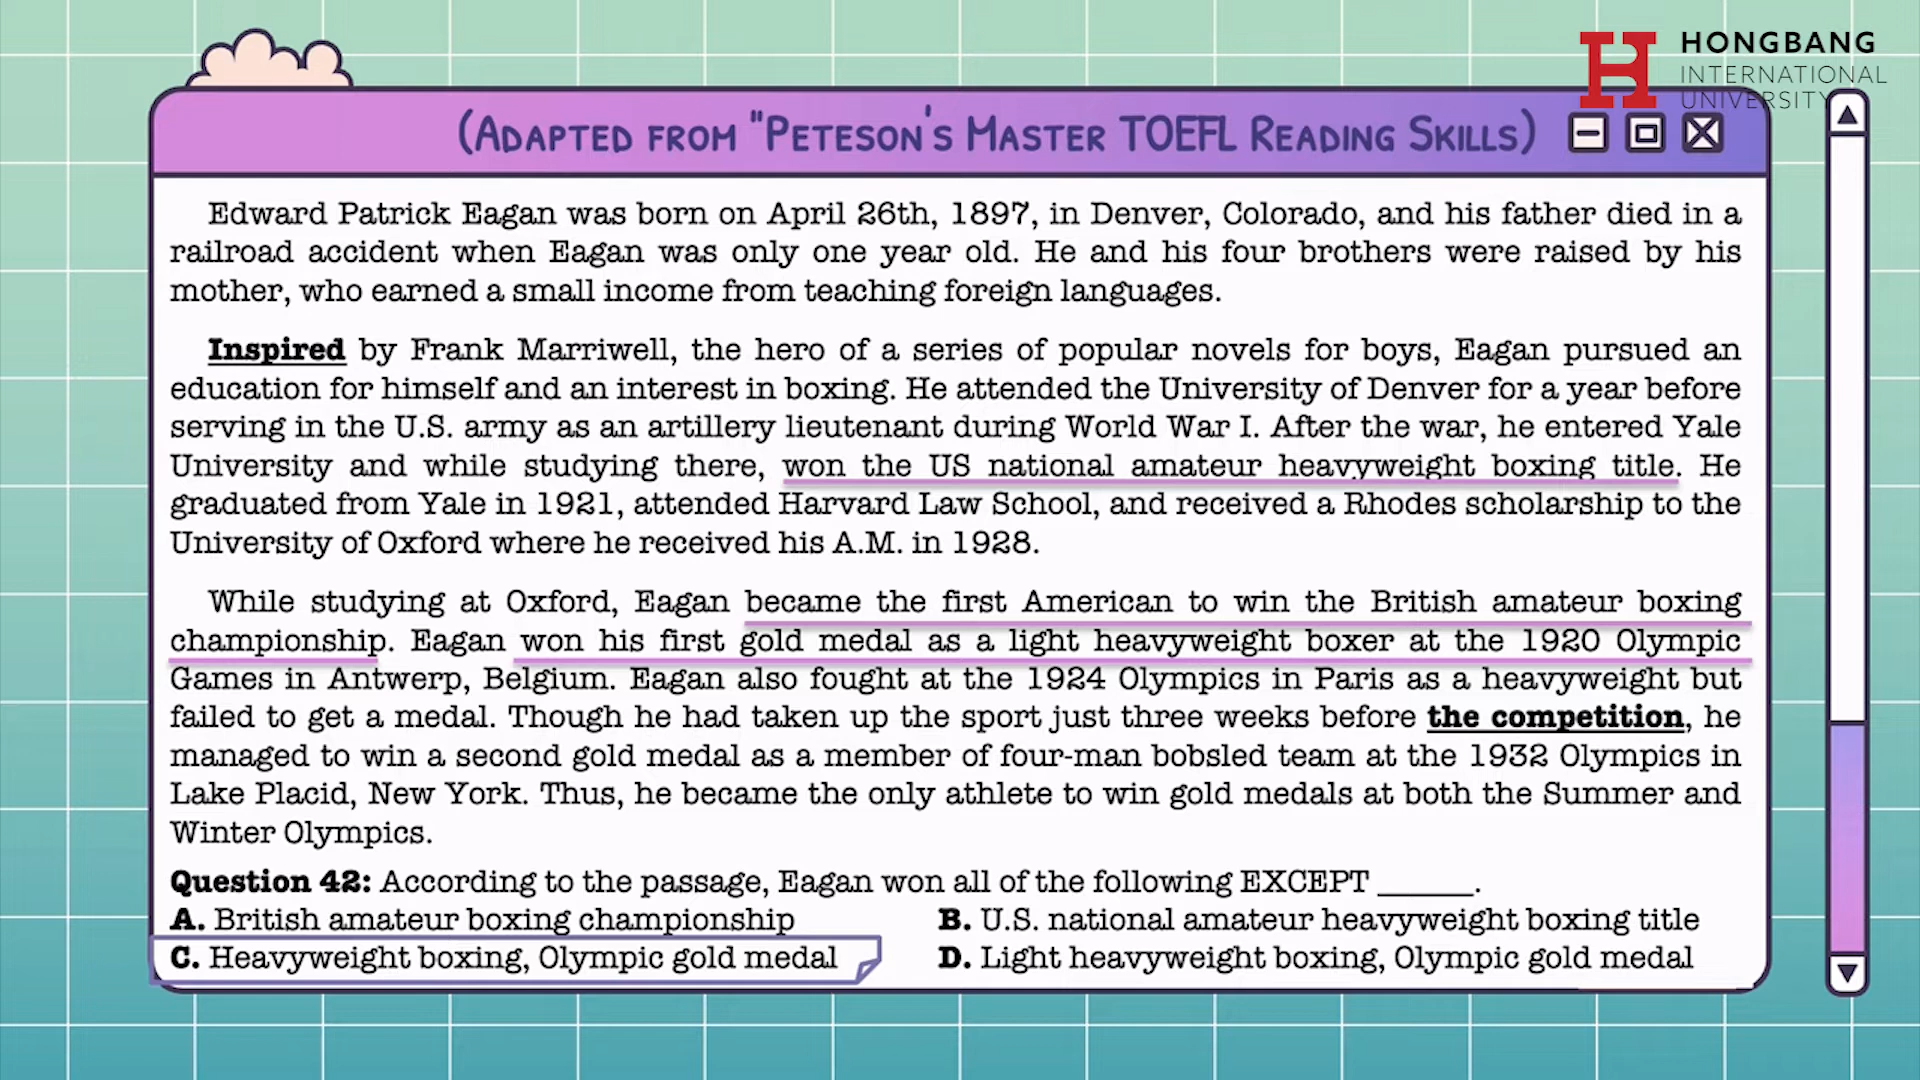 HONGBANG
INTERNATIONAL
UNIVERSITY
(ADAPTED FROM "PETESON'S MASTER TOEFL READING SKILLS)
Edward Patrick Eagan was born on April 26th, 1897, in Denver, Colorado, and his father died in a
railroad accident when Eagan was only one year old. He and his four brothers were raised by his
mother, who earned a small income from teaching foreign languages.
Inspired by Frank Marriwell, the hero of a series of popular novels for boys, Eagan pursued an
education for himself and an interest in boxing. He attended the University of Denver for a year before
serving in the U.S. army as an artillery lieutenant during World War I. After the war, he entered Yale
University and while studying there, won the US national amateur heavyweight boxing title. He
graduated from Yale in 1921, attended Harvard Law School, and received a Rhodes scholarship to the
University of Oxford where he received his A.M. in 1928.
While studying at Oxford, Eagan became the first American to win the British amateur boxing
championship. Eagan won his first gold medal as a light heavyweight boxer at the 1920 Olympic
Games in Antwerp, Belgium. Eagan also fought at the 1924 Olympics in Paris as a heavyweight but
failed to get a medal. Though he had taken up the sport just three weeks before the competition, he
managed to win a second gold medal as a member of four-man bobsled team at the 1932 Olympics in
Lake Placid, New York. Thus, he became the only athlete to win gold medals at both the Summer and
Winter Olympics.
Question 42: According to the passage, Eagan won all of the following EXCEPT ______.
A. British amateur boxing championship B. U.S. national amateur heavyweight boxing title
C. Heavyweight boxing, Olympic gold medal D. Light heavyweight boxing, Olympic gold medal